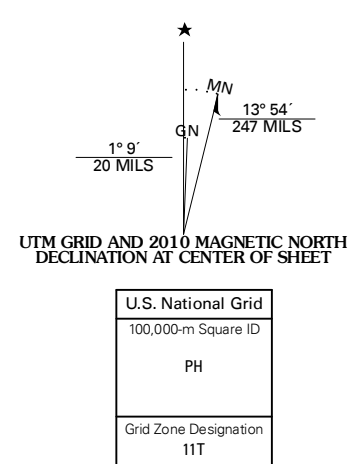 ★
MN
GN
13° 54´
247 MILS
1° 9´
20 MILS
UTM GRID AND 2010 MAGNETIC NORTH
DECLINATION AT CENTER OF SHEET
U.S. National Grid
100,000-m Square ID
PH
Grid Zone Designation
11T